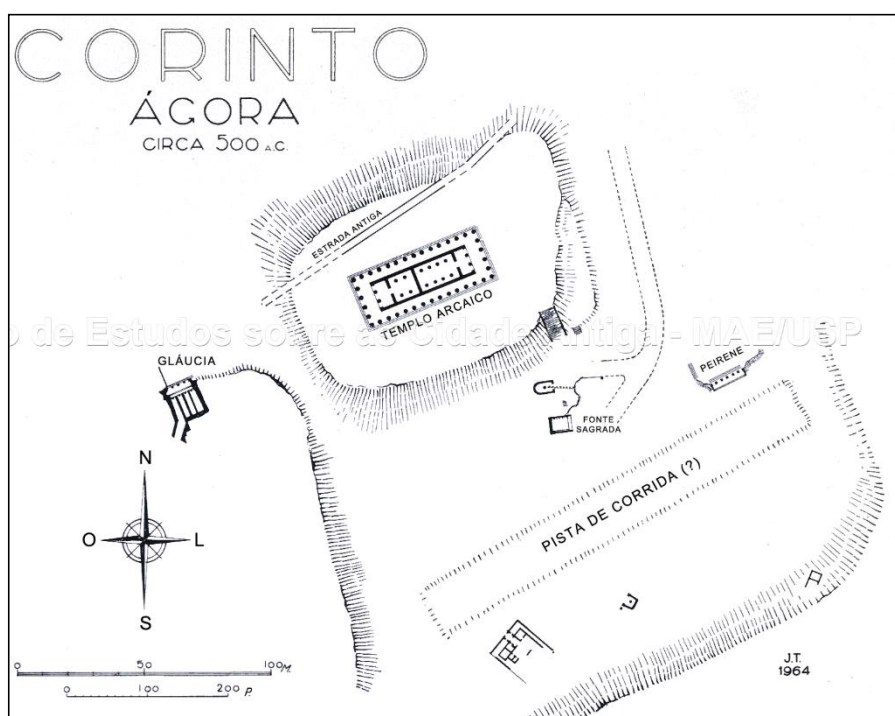 CORINTO
ÁGORA
CIRCA 500 A.C.
ESTRADA ANTIGA
TEMPLO ARCAICO
o de Estudos sobre a Cidade Antiga - MAE/USP
GLÁUCIA
PEIRENE
FONTE
SAGRADA
PISTA DE CORRIDA (?)
N
O
L
S
0 50 100 M.
0 100 200 P.
J.T.
1964